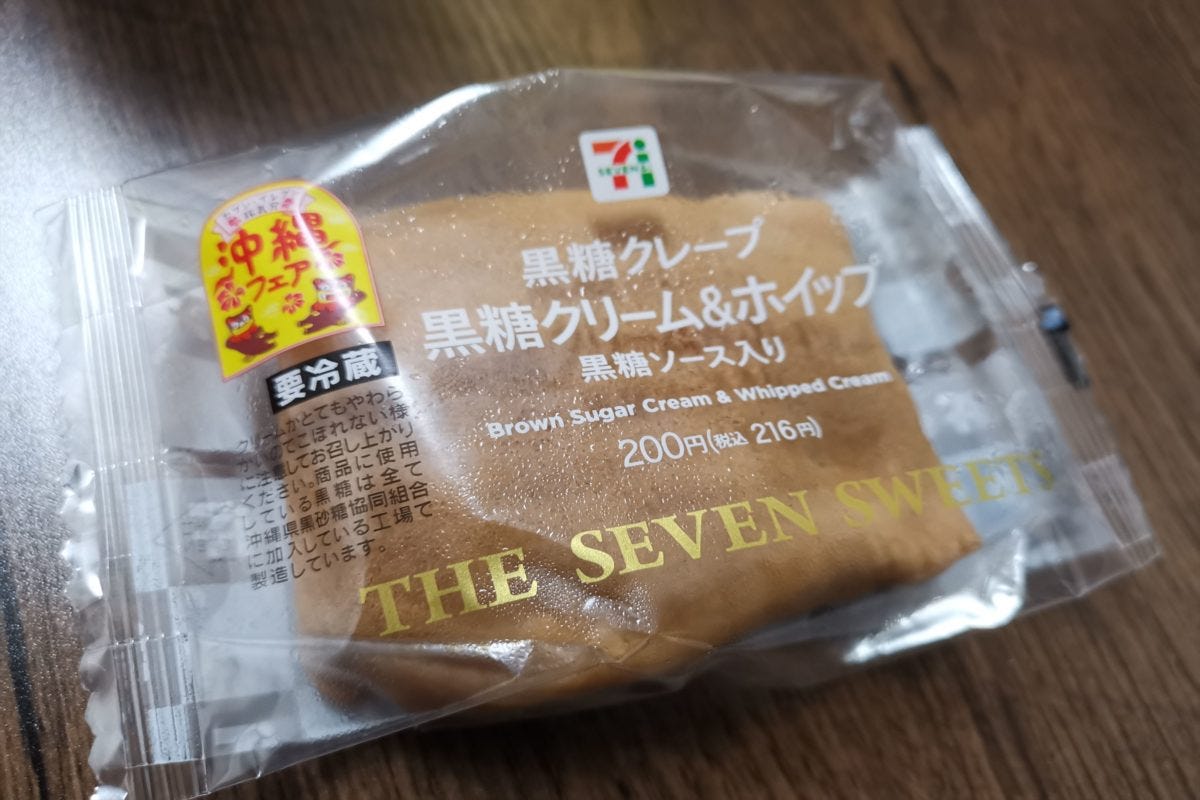 SEVEN & i
沖縄
フェア
要冷蔵
クリームがとてもやわら
かいのでこぼれない様
に注意してお召し上がり
ください。商品に使用
している黒糖は全て
沖縄県黒砂糖協同組合
に加入している工場で
製造しています。
黒糖クレープ
黒糖クリーム&ホイップ
黒糖ソース入り
Brown Sugar Cream & Whipped Cream
200円(税込 216円)
THE SEVEN SWEETS